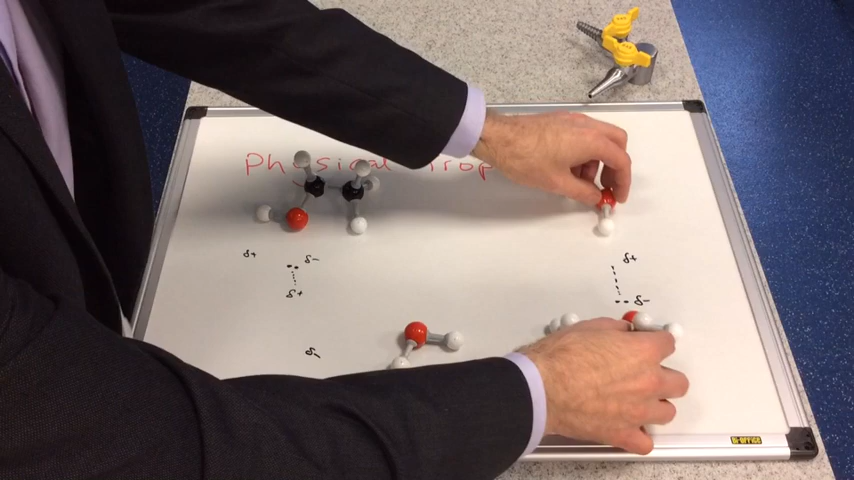 Physical Prop
δ+ δ- δ+
δ+ δ-
δ-
BI-OFFICE